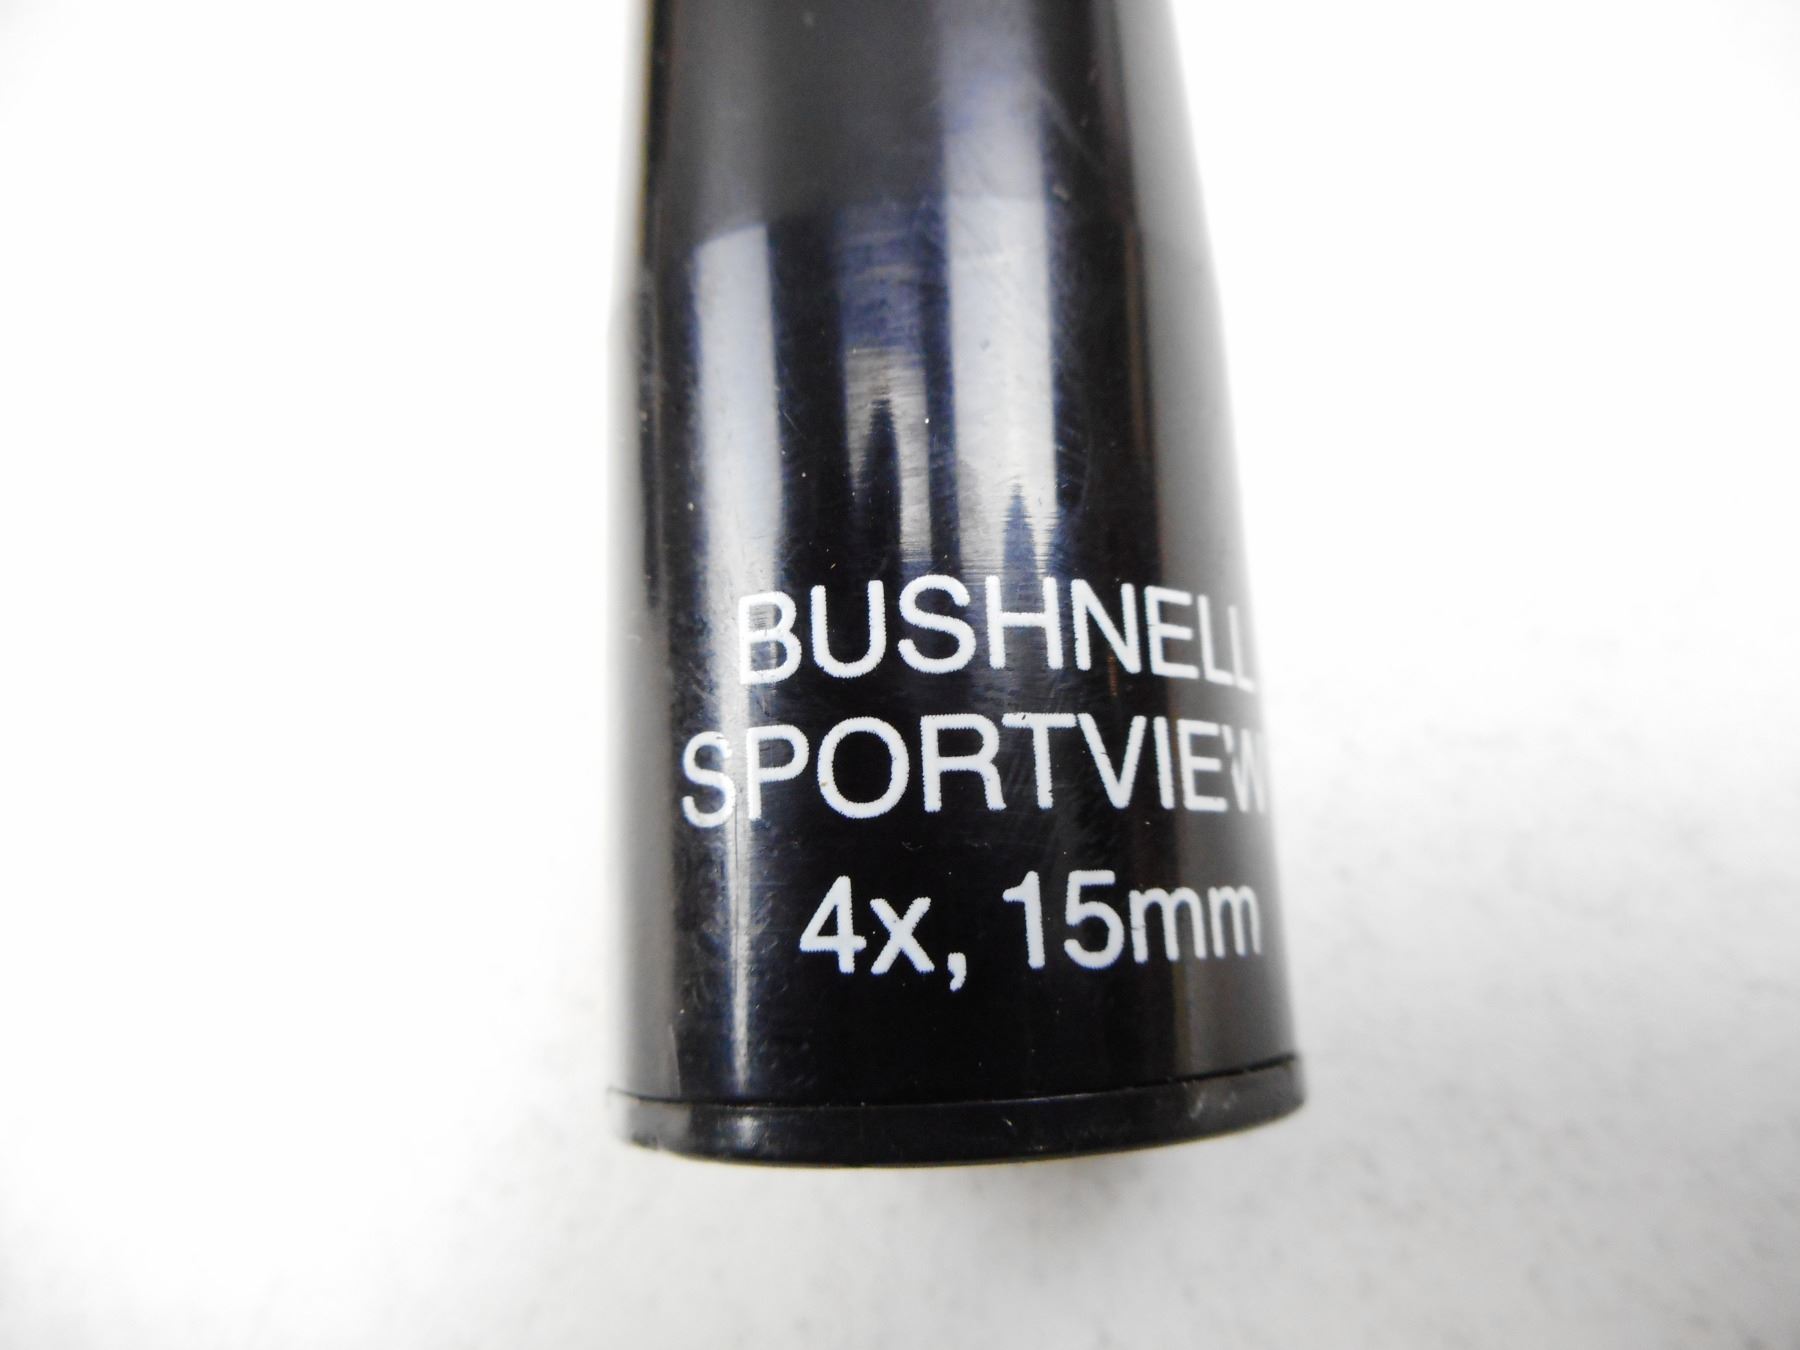 BUSHNELL
SPORTVIEW
4x, 15mm